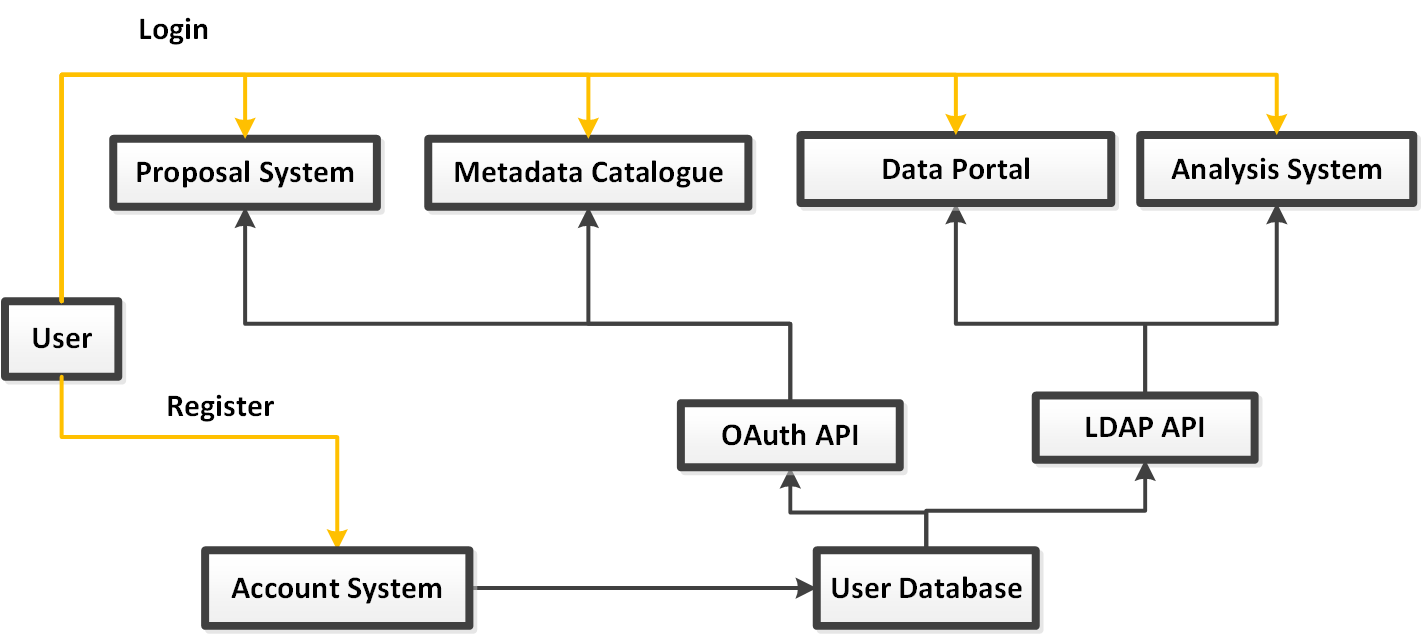 Login
Proposal System
Metadata Catalogue
Data Portal
Analysis System
User
Register
OAuth API
LDAP API
Account System
User Database